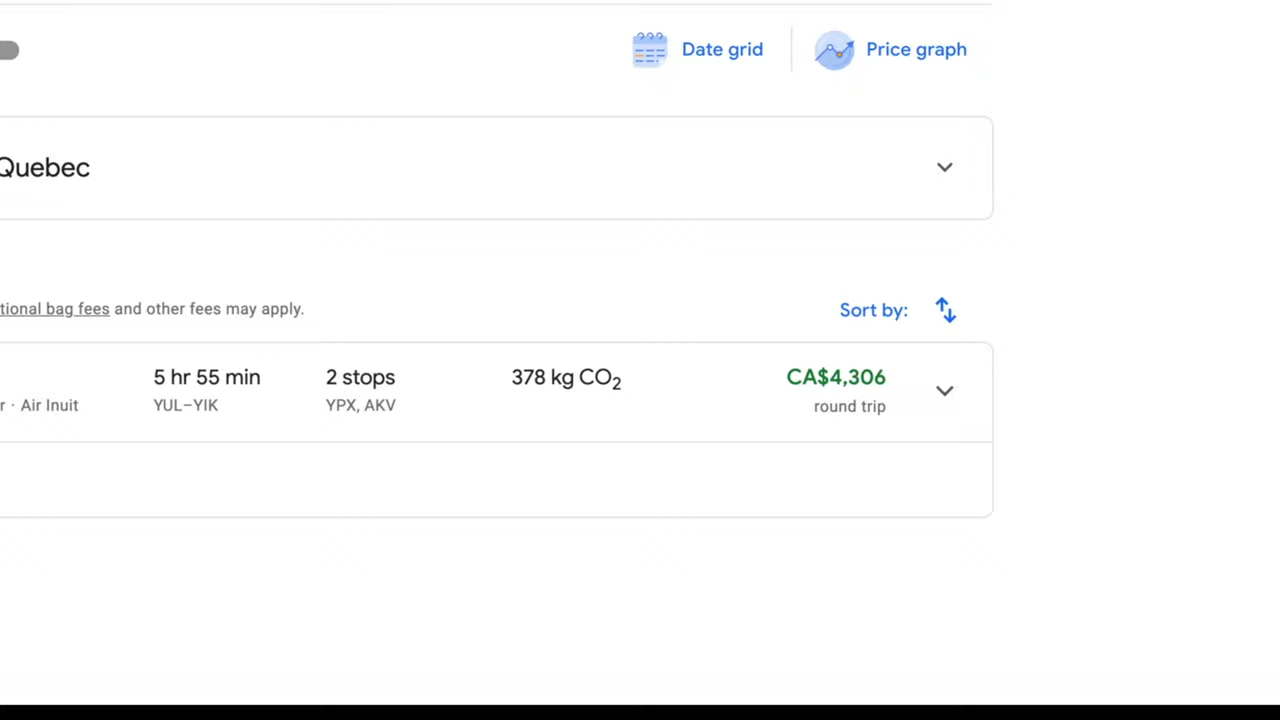 Date grid
Price graph
Quebec
tional bag fees and other fees may apply.
Sort by:
5 hr 55 min
2 stops
378 kg CO₂
CA$4,306
r · Air Inuit
YUL–YIK
YPX, AKV
round trip